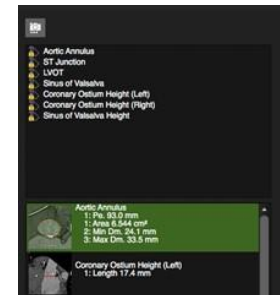 Aortic Annulus
ST Junction
LVOT
Sinus of Valsalva
Coronary Ostium Height (Left)
Coronary Ostium Height (Right)
Sinus of Valsalva Height
Aortic Annulus
1: Pe. 93.0 mm
1: Area 6.544 cm²
2: Min Dm. 24.1 mm
3: Max Dm. 33.5 mm
Coronary Ostium Height (Left)
1: Length 17.4 mm